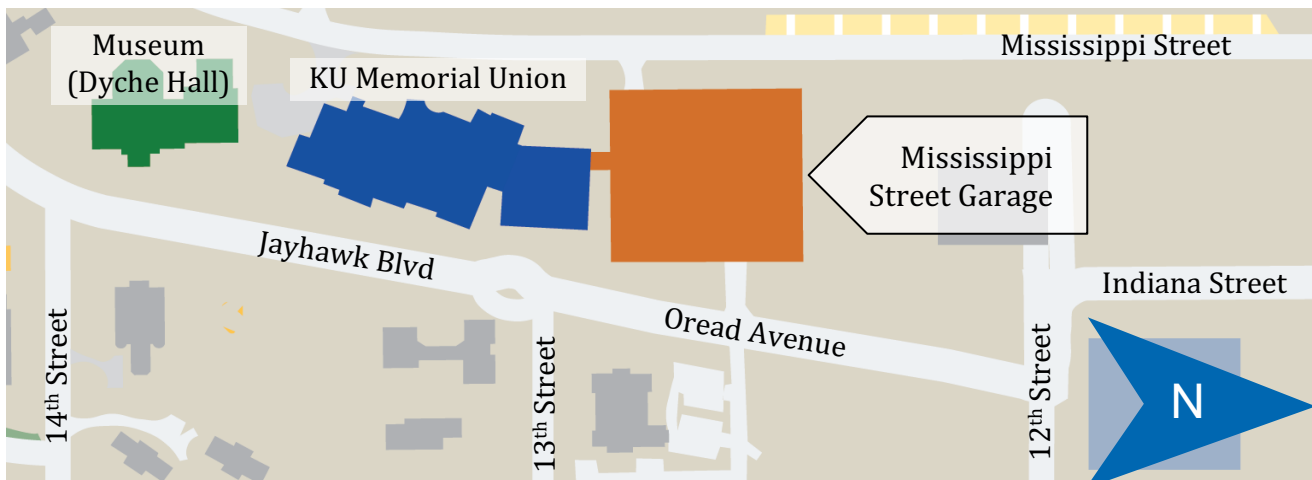 Museum
(Dyche Hall)
KU Memorial Union
Mississippi Street
Mississippi
Street Garage
Jayhawk Blvd
Indiana Street
Oread Avenue
14th Street
13th Street
12th Street
N